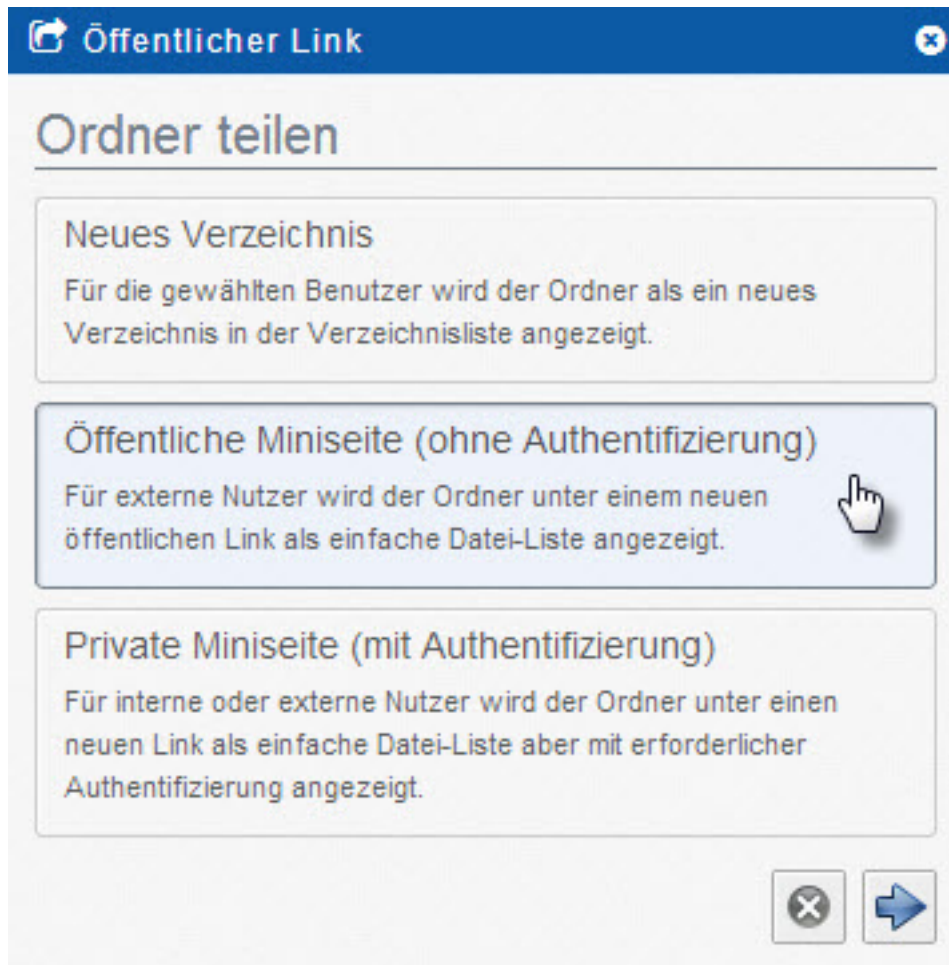 Öffentlicher Link
Ordner teilen
Neues Verzeichnis
Für die gewählten Benutzer wird der Ordner als ein neues
Verzeichnis in der Verzeichnisliste angezeigt.
Öffentliche Miniseite (ohne Authentifizierung)
Für externe Nutzer wird der Ordner unter einem neuen
öffentlichen Link als einfache Datei-Liste angezeigt.
Private Miniseite (mit Authentifizierung)
Für interne oder externe Nutzer wird der Ordner unter einen
neuen Link als einfache Datei-Liste aber mit erforderlicher
Authentifizierung angezeigt.